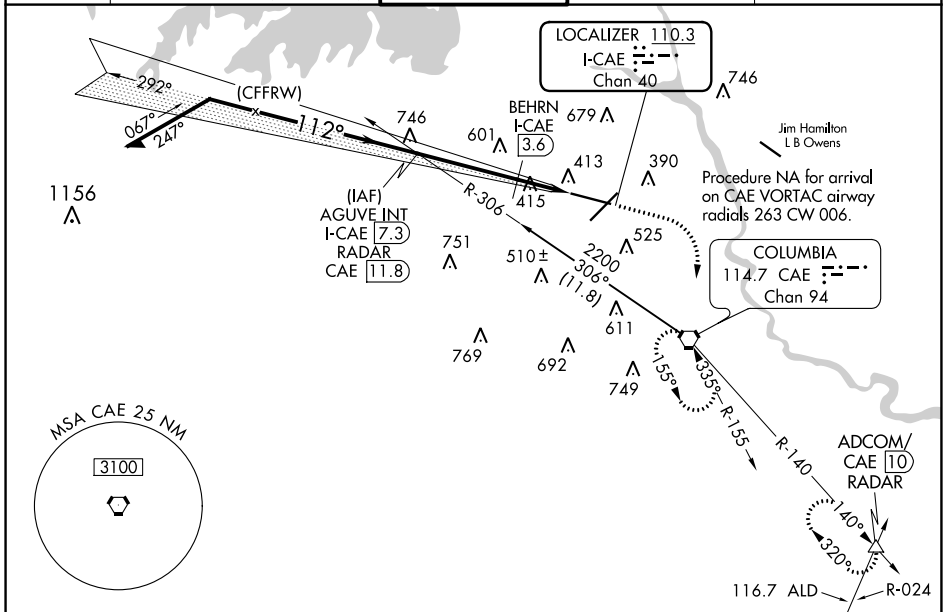 LOCALIZER 110.3
I-CAE
Chan 40
746
292°
(CFFRW)
067°
247°
112°
746
BEHRN
I-CAE
3.6
679
601
413
390
415
Jim Hamilton
L B Owens
Procedure NA for arrival
on CAE VORTAC airway
radials 263 CW 006.
1156
(IAF)
AGUVE INT
I-CAE 7.3
RADAR
CAE 11.8
R-306
751
510±
2200
306°
(11.8)
525
COLUMBIA
114.7 CAE
Chan 94
611
769
692
749
155°
335°
R-155
R-140
MSA CAE 25 NM
3100
ADCOM/
CAE 10
RADAR
140°
320°
116.7 ALD
R-024